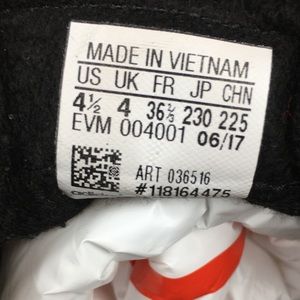 MADE IN VIETNAM
US UK FR JP CHN
4½ 4 36⅔ 230 225
EVM 004001 06/17
ART 036516
#118164475